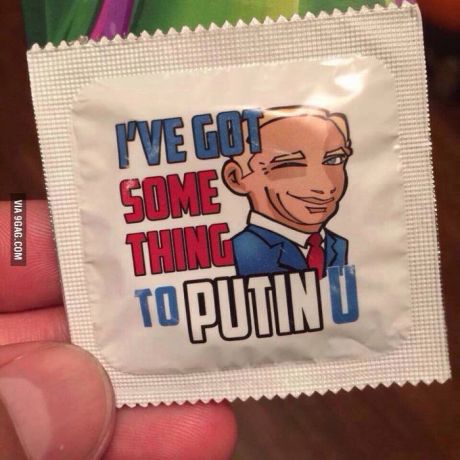 I'VE GOT
SOME
THING
TO PUTIN U
VIA 9GAG.COM